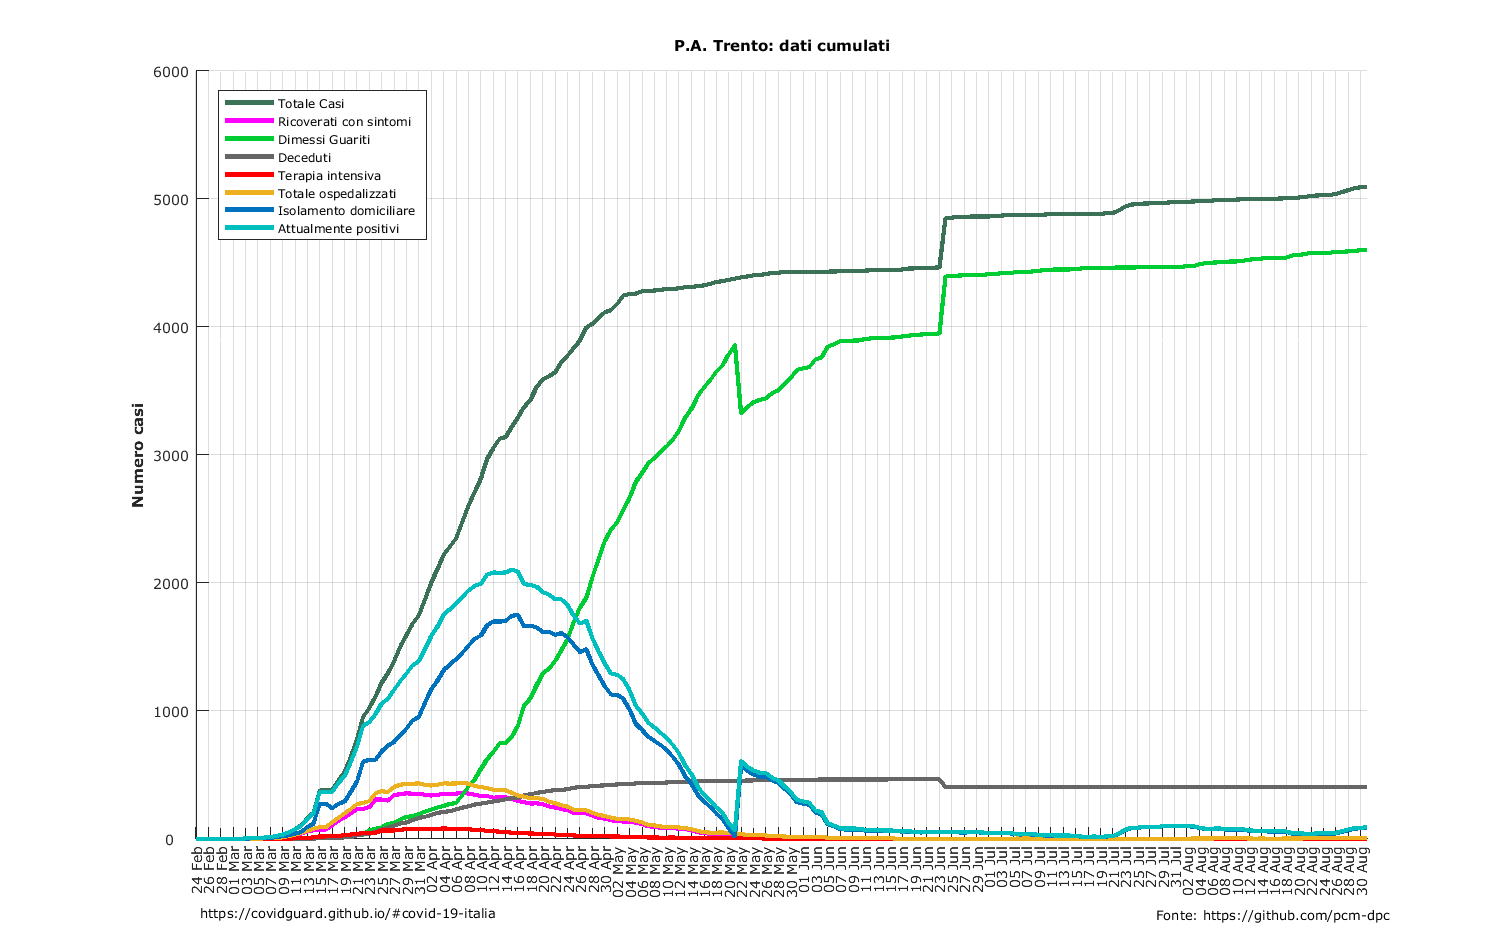 P.A. Trento: dati cumulati
6000
5000
4000
3000
2000
1000
0
Numero casi
Totale Casi
Ricoverati con sintomi
Dimessi Guariti
Deceduti
Terapia intensiva
Totale ospedalizzati
Isolamento domiciliare
Attualmente positivi
24 Feb
26 Feb
28 Feb
01 Mar
03 Mar
05 Mar
07 Mar
09 Mar
11 Mar
13 Mar
15 Mar
17 Mar
19 Mar
21 Mar
23 Mar
25 Mar
27 Mar
29 Mar
31 Mar
02 Apr
04 Apr
06 Apr
08 Apr
10 Apr
12 Apr
14 Apr
16 Apr
18 Apr
20 Apr
22 Apr
24 Apr
26 Apr
28 Apr
30 Apr
02 May
04 May
06 May
08 May
10 May
12 May
14 May
16 May
18 May
20 May
22 May
24 May
26 May
28 May
30 May
01 Jun
03 Jun
05 Jun
07 Jun
09 Jun
11 Jun
13 Jun
15 Jun
17 Jun
19 Jun
21 Jun
23 Jun
25 Jun
27 Jun
29 Jun
01 Jul
03 Jul
05 Jul
07 Jul
09 Jul
11 Jul
13 Jul
15 Jul
17 Jul
19 Jul
21 Jul
23 Jul
25 Jul
27 Jul
29 Jul
31 Jul
02 Aug
04 Aug
06 Aug
08 Aug
10 Aug
12 Aug
14 Aug
16 Aug
18 Aug
20 Aug
22 Aug
24 Aug
26 Aug
28 Aug
30 Aug
https://covidguard.github.io/#covid-19-italia
Fonte: https://github.com/pcm-dpc